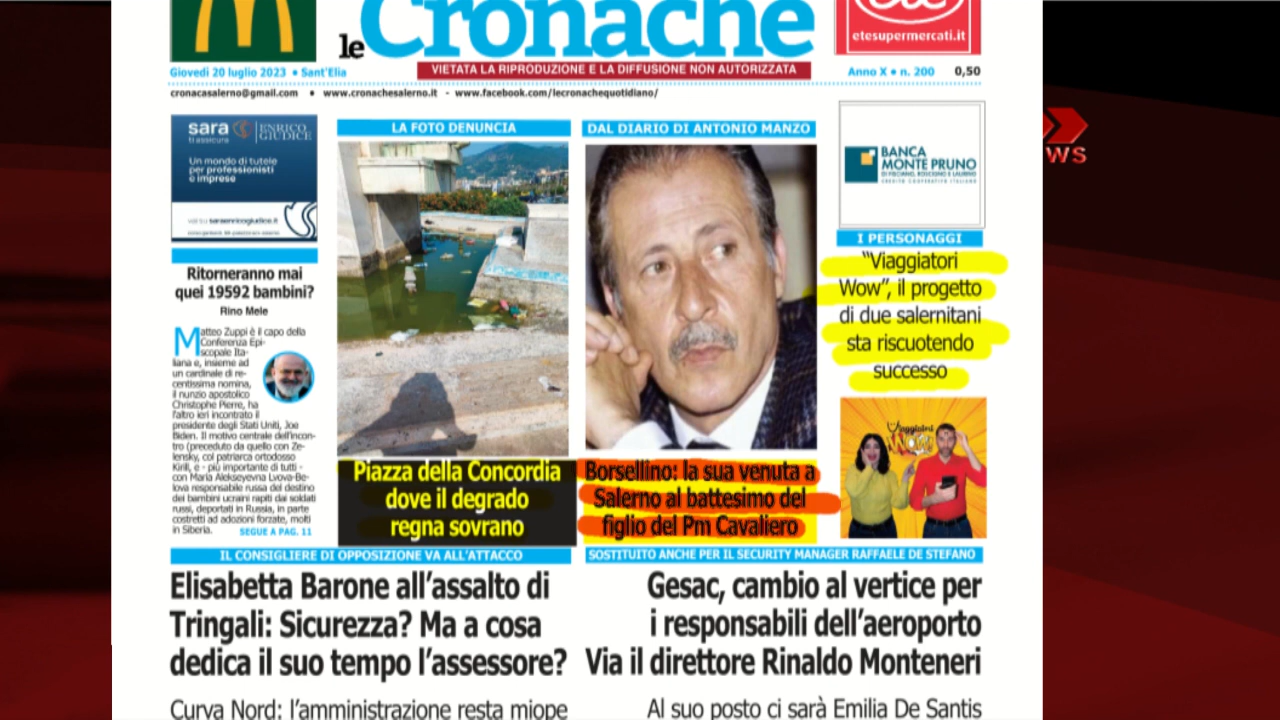 le Cronache
etesupermercati.it
VIETATA LA RIPRODUZIONE E LA DIFFUSIONE NON AUTORIZZATA
Giovedì 20 luglio 2023 • Sant'Elia
Anno X • n. 200 0,50
cronacasalerno@gmail.com • www.cronachesalerno.it - www.facebook.com/lecronachequotidiano/
sara
ti assicura
ENRICO
GIUDICE
Un mondo di tutele
per professionisti
e imprese
Ritorneranno mai
quei 19592 bambini?
Rino Mele
Matteo Zuppi è il capo della
Conferenza Epi-
scopale Ita-
liana e, insieme ad
un cardinale di re-
centissima nomina,
il nunzio apostolico
Christophe Pierre, ha
l'altro ieri incontrato il
presidente degli Stati Uniti, Joe
Biden. Il motivo centrale dell'incon-
tro (preceduto da quello con Ze-
lensky, col patriarca ortodosso
Kirill, e - più importante di tutti -
con Maria Alekseyevna Lvova-Be-
lova responsabile russa del destino
dei bambini ucraini rapiti dai soldati
russi, deportati in Russia, in parte
costretti ad adozioni forzate, molti
in Siberia. SEGUE A PAG. 11
LA FOTO DENUNCIA
Piazza della Concordia
dove il degrado
regna sovrano
DAL DIARIO DI ANTONIO MANZO
Borsellino: la sua venuta a
Salerno al battesimo del
figlio del Pm Cavaliero
BANCA
MONTE PRUNO
DI FISCIANO, ROSCIGNO E LAURINO
CREDITO COOPERATIVO ITALIANO
I PERSONAGGI
“Viaggiatori
Wow”, il progetto
di due salernitani
sta riscuotendo
successo
Viaggiatori
WOW
WS
IL CONSIGLIERE DI OPPOSIZIONE VA ALL'ATTACCO
Elisabetta Barone all'assalto di
Tringali: Sicurezza? Ma a cosa
dedica il suo tempo l'assessore?
Curva Nord: l'amministrazione resta miope
SOSTITUITO ANCHE PER IL SECURITY MANAGER RAFFAELE DE STEFANO
Gesac, cambio al vertice per
i responsabili dell'aeroporto
Via il direttore Rinaldo Monteneri
Al suo posto ci sarà Emilia De Santis